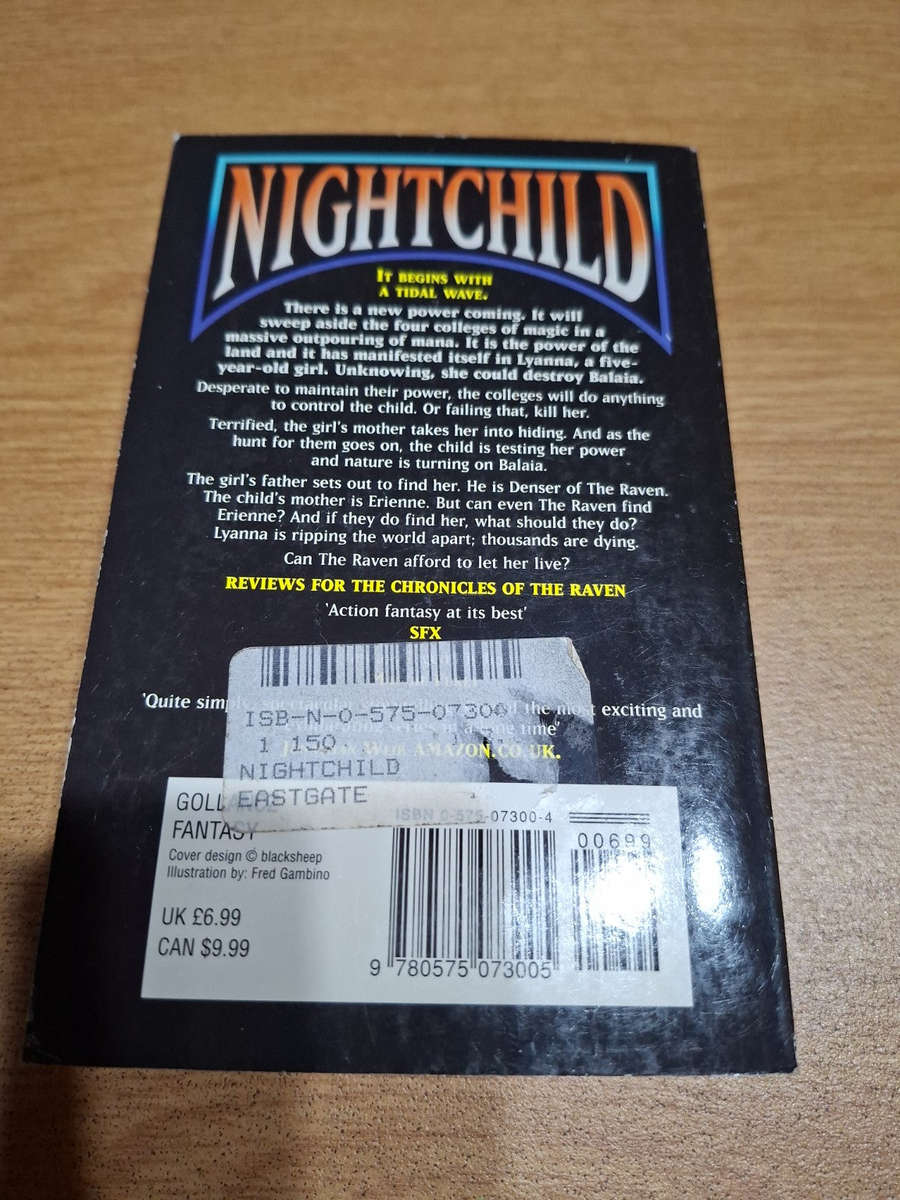 NIGHTCHILD
IT BEGINS WITH
A TIDAL WAVE.
There is a new power coming. It will
sweep aside the four colleges of magic in a
massive outpouring of mana. It is the power of the
land and it has manifested itself in Lyanna, a five-
year-old girl. Unknowing, she could destroy Balaia.
Desperate to maintain their power, the colleges will do anything
to control the child. Or failing that, kill her.
Terrified, the girl's mother takes her into hiding. And as the
hunt for them goes on, the child is testing her power
and nature is turning on Balaia.
The girl's father sets out to find her. He is Denser of The Raven.
The child's mother is Erienne. But can even The Raven find
Erienne? And if they do find her, what should they do?
Lyanna is ripping the world apart; thousands are dying.
Can The Raven afford to let her live?
REVIEWS FOR THE CHRONICLES OF THE RAVEN
'Action fantasy at its best'
SFX
'Quite the most exciting and
time'
AMAZON.CO.UK.
ISB-N-0-575-07300
1 150
NIGHTCHILD
EASTGATE 1
FANTASY
Cover design © blacksheep
Illustration by: Fred Gambino
UK £6.99
CAN $9.99
ISBN 0-575-07300-4
00699
9 780575 073005